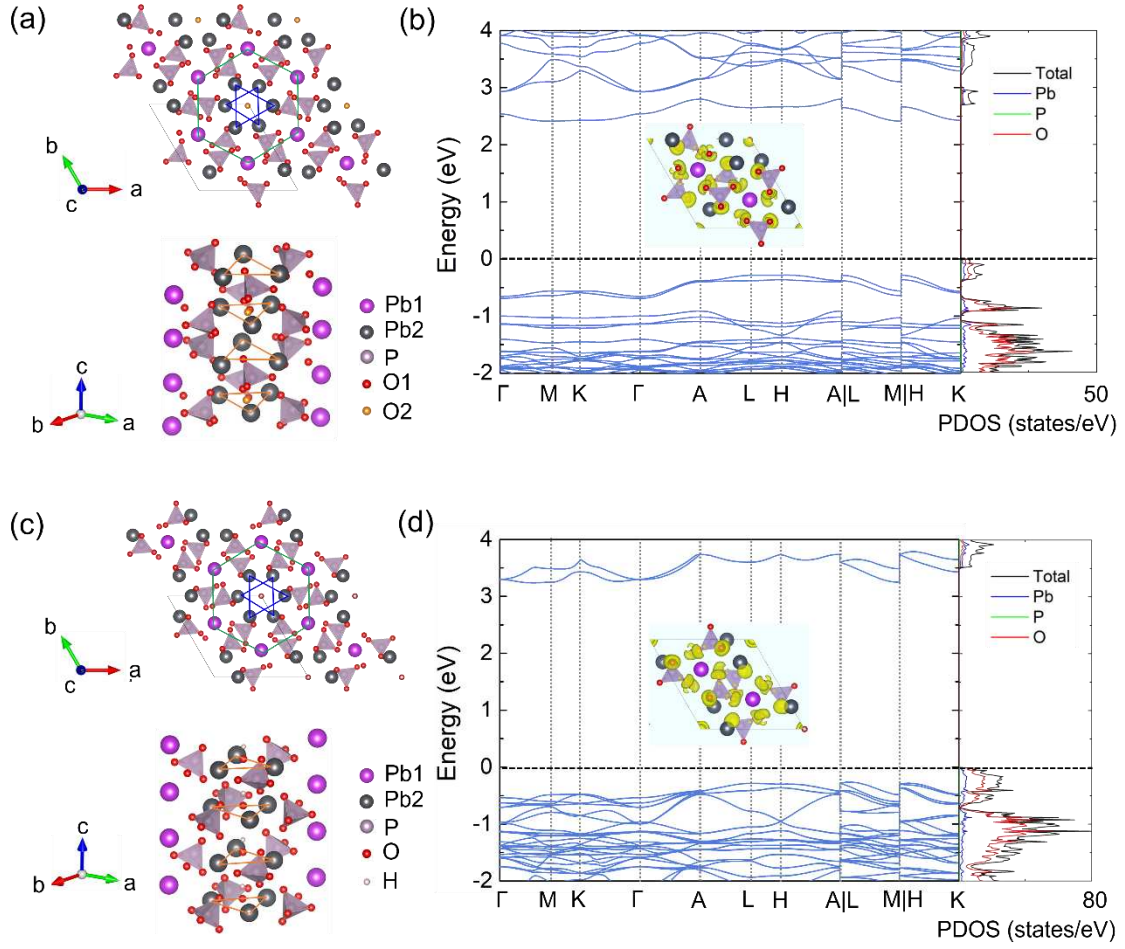 (a)
b
c
a
c
b
a
Pb1
Pb2
P
O1
O2
(b)
Energy (eV)
4
3
2
1
0
-1
-2
Γ M K Γ A L H A|L M|H K
Total
Pb
P
O
50
PDOS (states/eV)
(c)
b
c
a
c
b
a
Pb1
Pb2
P
O
H
(d)
Energy (eV)
4
3
2
1
0
-1
-2
Γ M K Γ A L H A|L M|H K
Total
Pb
P
O
80
PDOS (states/eV)